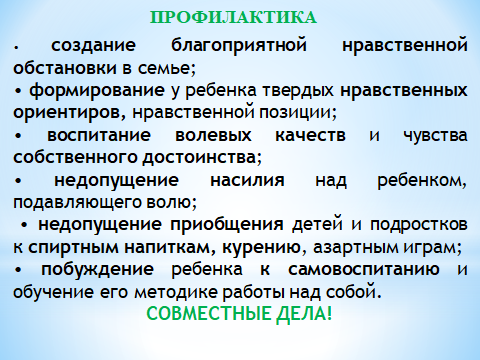 ПРОФИЛАКТИКА
• создание благоприятной нравственной
обстановки в семье;
• формирование у ребенка твердых нравственных
ориентиров, нравственной позиции;
• воспитание волевых качеств и чувства
собственного достоинства;
• недопущение насилия над ребенком,
подавляющего волю;
• недопущение приобщения детей и подростков
к спиртным напиткам, курению, азартным играм;
• побуждение ребенка к самовоспитанию и
обучение его методике работы над собой.
СОВМЕСТНЫЕ ДЕЛА!